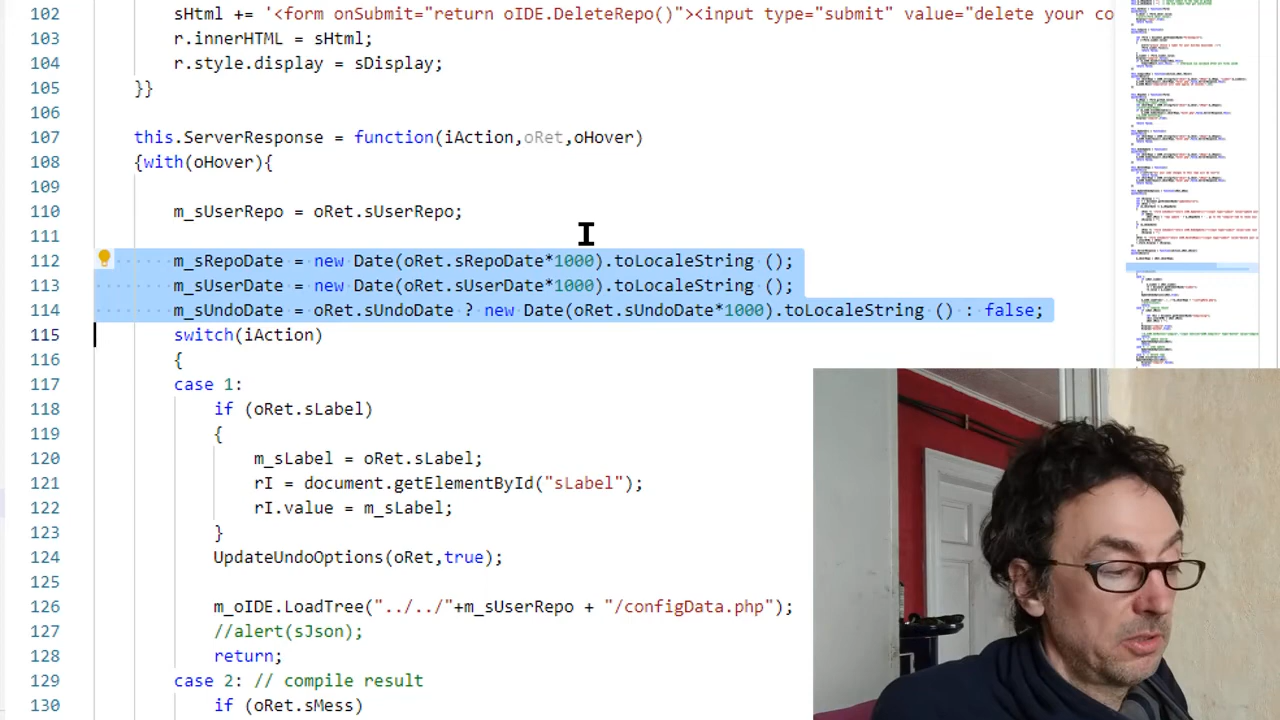 102 sHtml += '<form onSubmit="return oIDE.DeleteRepo()"><input type="submit" value="delete your co
103 r.innerHTML = sHtml;
104 r.style.display = sDisplay;
105 }}
106
107 this.ServerResponse = function(iAction,oRet,oHover)
108 {with(oHover){
109
110 m_sUserRepo = oRet.sUserRepo;
111
112 m_sRepoDate = new Date(oRet.sRepoDate*1000).toLocaleString ();
113 m_sUserDate = new Date(oRet.sUserDate*1000).toLocaleString ();
114 m_sUndoDate = oRet.sUndoDate ? new Date(oRet.sUndoDate*1000).toLocaleString () : false;
115 switch(iAction)
116 {
117 case 1:
118 if (oRet.sLabel)
119 {
120 m_sLabel = oRet.sLabel;
121 rI = document.getElementById("sLabel");
122 rI.value = m_sLabel;
123 }
124 UpdateUndoOptions(oRet,true);
125
126 m_oIDE.LoadTree("../../"+m_sUserRepo + "/configData.php");
127 //alert(sJson);
128 return;
129 case 2: // compile result
130 if (oRet.sMess)